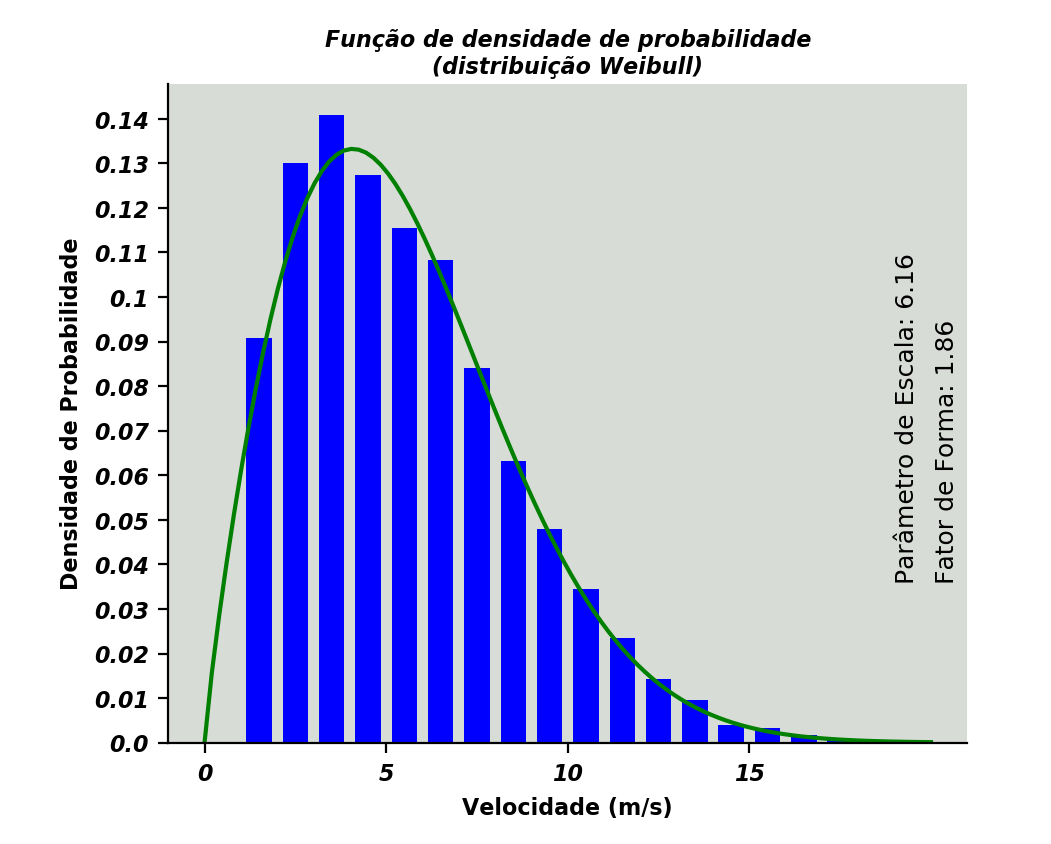 Função de densidade de probabilidade
(distribuição Weibull)
Densidade de Probabilidade
0.14
0.13
0.12
0.11
0.1
0.09
0.08
0.07
0.06
0.05
0.04
0.03
0.02
0.01
0.0
Parâmetro de Escala: 6.16
Fator de Forma: 1.86
0 5 10 15
Velocidade (m/s)